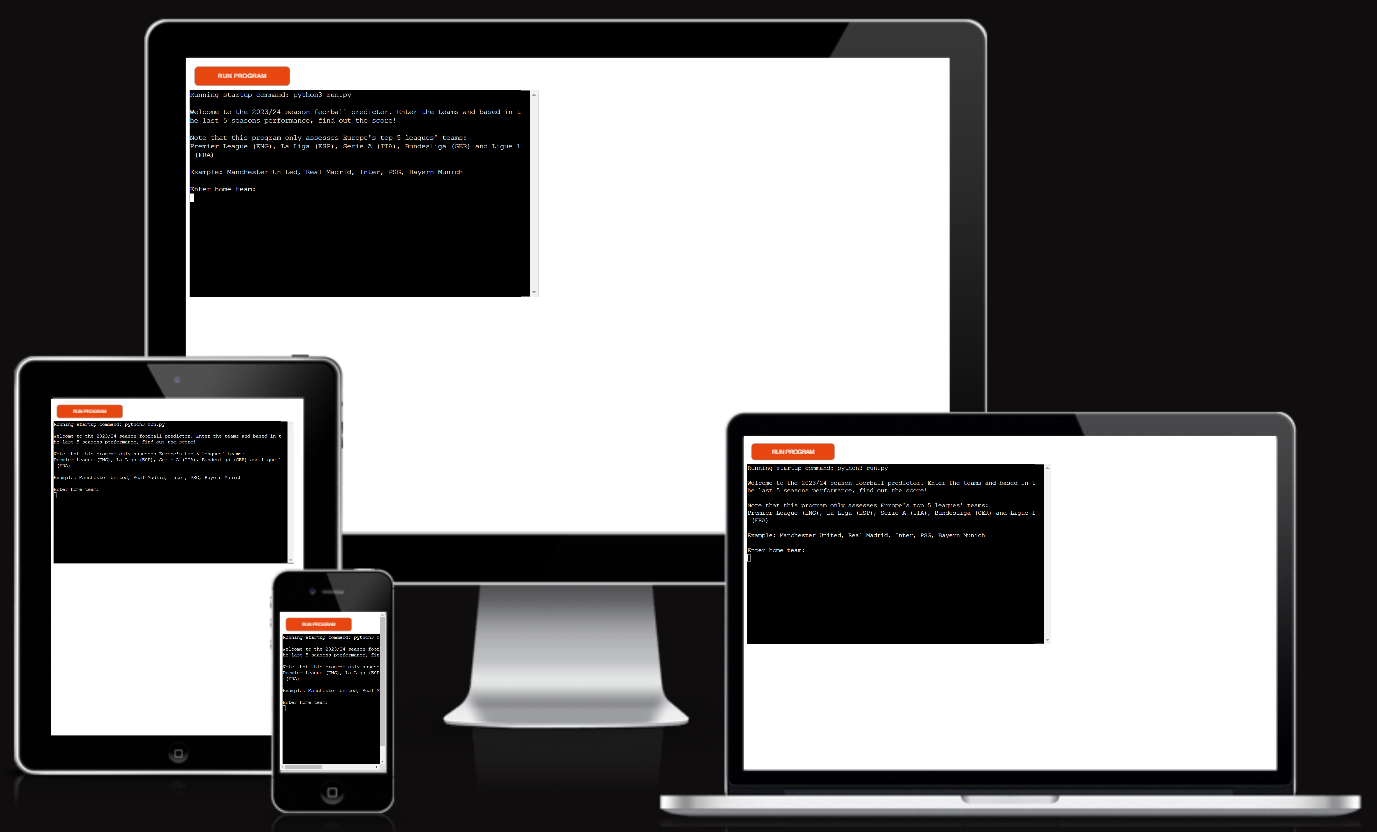 RUN PROGRAM
Running startup command: python3 run.py
Welcome to the 2023/24 season football predictor. Enter the teams and based in t
he last 5 seasons performance, find out the score!
Note that this program only assesses Europe's top 5 leagues' teams:
Premier League (ENG), La Liga (ESP), Serie A (ITA), Bundesliga (GER) and Ligue 1
(FRA)
Example: Manchester United, Real Madrid, Inter, PSG, Bayern Munich
Enter home team:
RUN PROGRAM
Running startup command: python3 run.py
Welcome to the 2023/24 season football predictor. Enter the teams and based in t
he last 5 seasons performance, find out the score!
Note that this program only assesses Europe's top 5 leagues' teams:
Premier League (ENG), La Liga (ESP), Serie A (ITA), Bundesliga (GER) and Ligue 1
(FRA)
Example: Manchester United, Real Madrid, Inter, PSG, Bayern Munich
Enter home team:
RUN PROGRAM
Running startup command: python3 r
Welcome to the 2023/24 season foot
he last 5 seasons performance, fin
Note that this program only assess
Premier League (ENG), La Liga (ESP
(FRA)
Example: Manchester United, Real M
Enter home team:
RUN PROGRAM
Running startup command: python3 run.py
Welcome to the 2023/24 season football predictor. Enter the teams and based in t
he last 5 seasons performance, find out the score!
Note that this program only assesses Europe's top 5 leagues' teams:
Premier League (ENG), La Liga (ESP), Serie A (ITA), Bundesliga (GER) and Ligue 1
(FRA)
Example: Manchester United, Real Madrid, Inter, PSG, Bayern Munich
Enter home team: